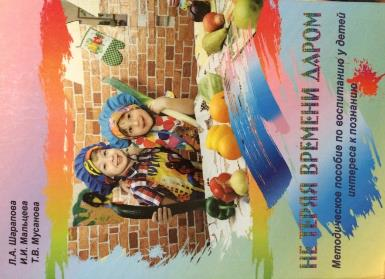 Л.А. Шарапова
И.И. Мальцева
Т.В. Мусанова
НЕ ТЕРЯЯ ВРЕМЕНИ ДАРОМ
Методическое пособие по воспитанию у детей
интереса к познанию